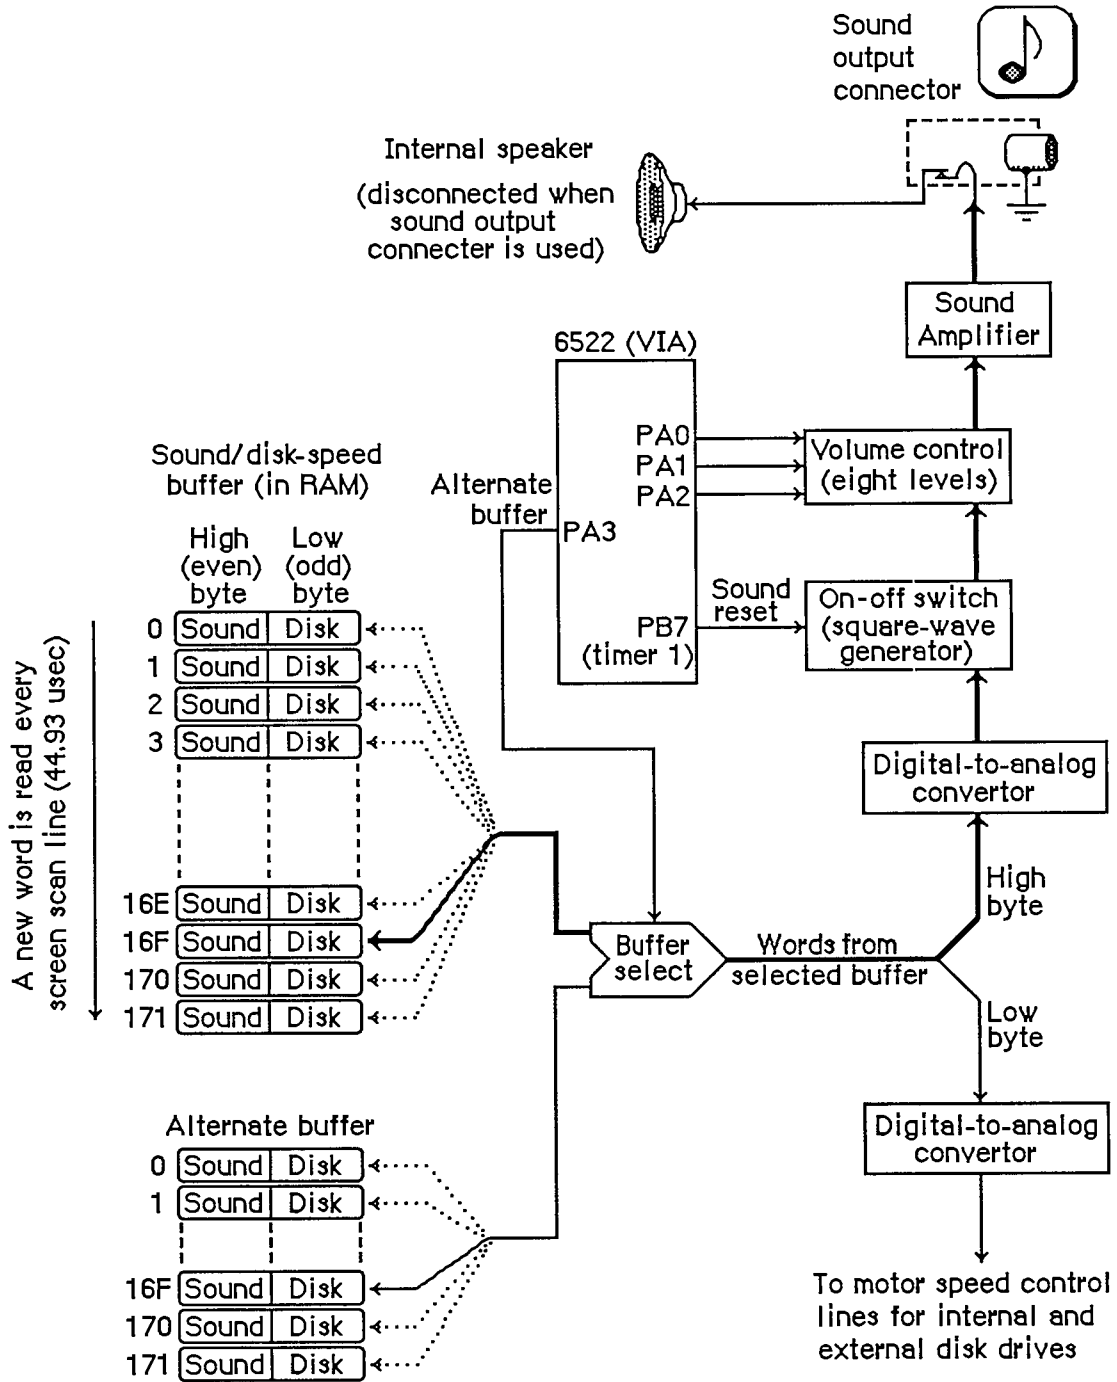 Sound
output
connector
Internal speaker
(disconnected when
sound output
connecter is used)
Sound
Amplifier
6522 (VIA)
PA0
PA1
PA2
Volume control
(eight levels)
Alternate
buffer
PA3
Sound
reset
PB7
(timer 1)
On-off switch
(square-wave
generator)
Digital-to-analog
convertor
High
byte
Sound/disk-speed
buffer (in RAM)
High
(even)
byte
Low
(odd)
byte
0 Sound Disk
1 Sound Disk
2 Sound Disk
3 Sound Disk
16E Sound Disk
16F Sound Disk
170 Sound Disk
171 Sound Disk
A new word is read every
screen scan line (44.93 usec)
Buffer
select
Words from
selected buffer
Low
byte
Digital-to-analog
convertor
To motor speed control
lines for internal and
external disk drives
Alternate buffer
0 Sound Disk
1 Sound Disk
16F Sound Disk
170 Sound Disk
171 Sound Disk